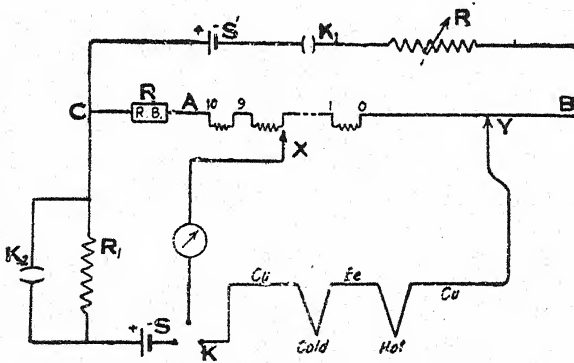 + - S' K₁ R
C R A 10 9 1 0 B
R.B.
X Y
K₂ R₁
Cu Fe Cu
+ - S K Cold Hot